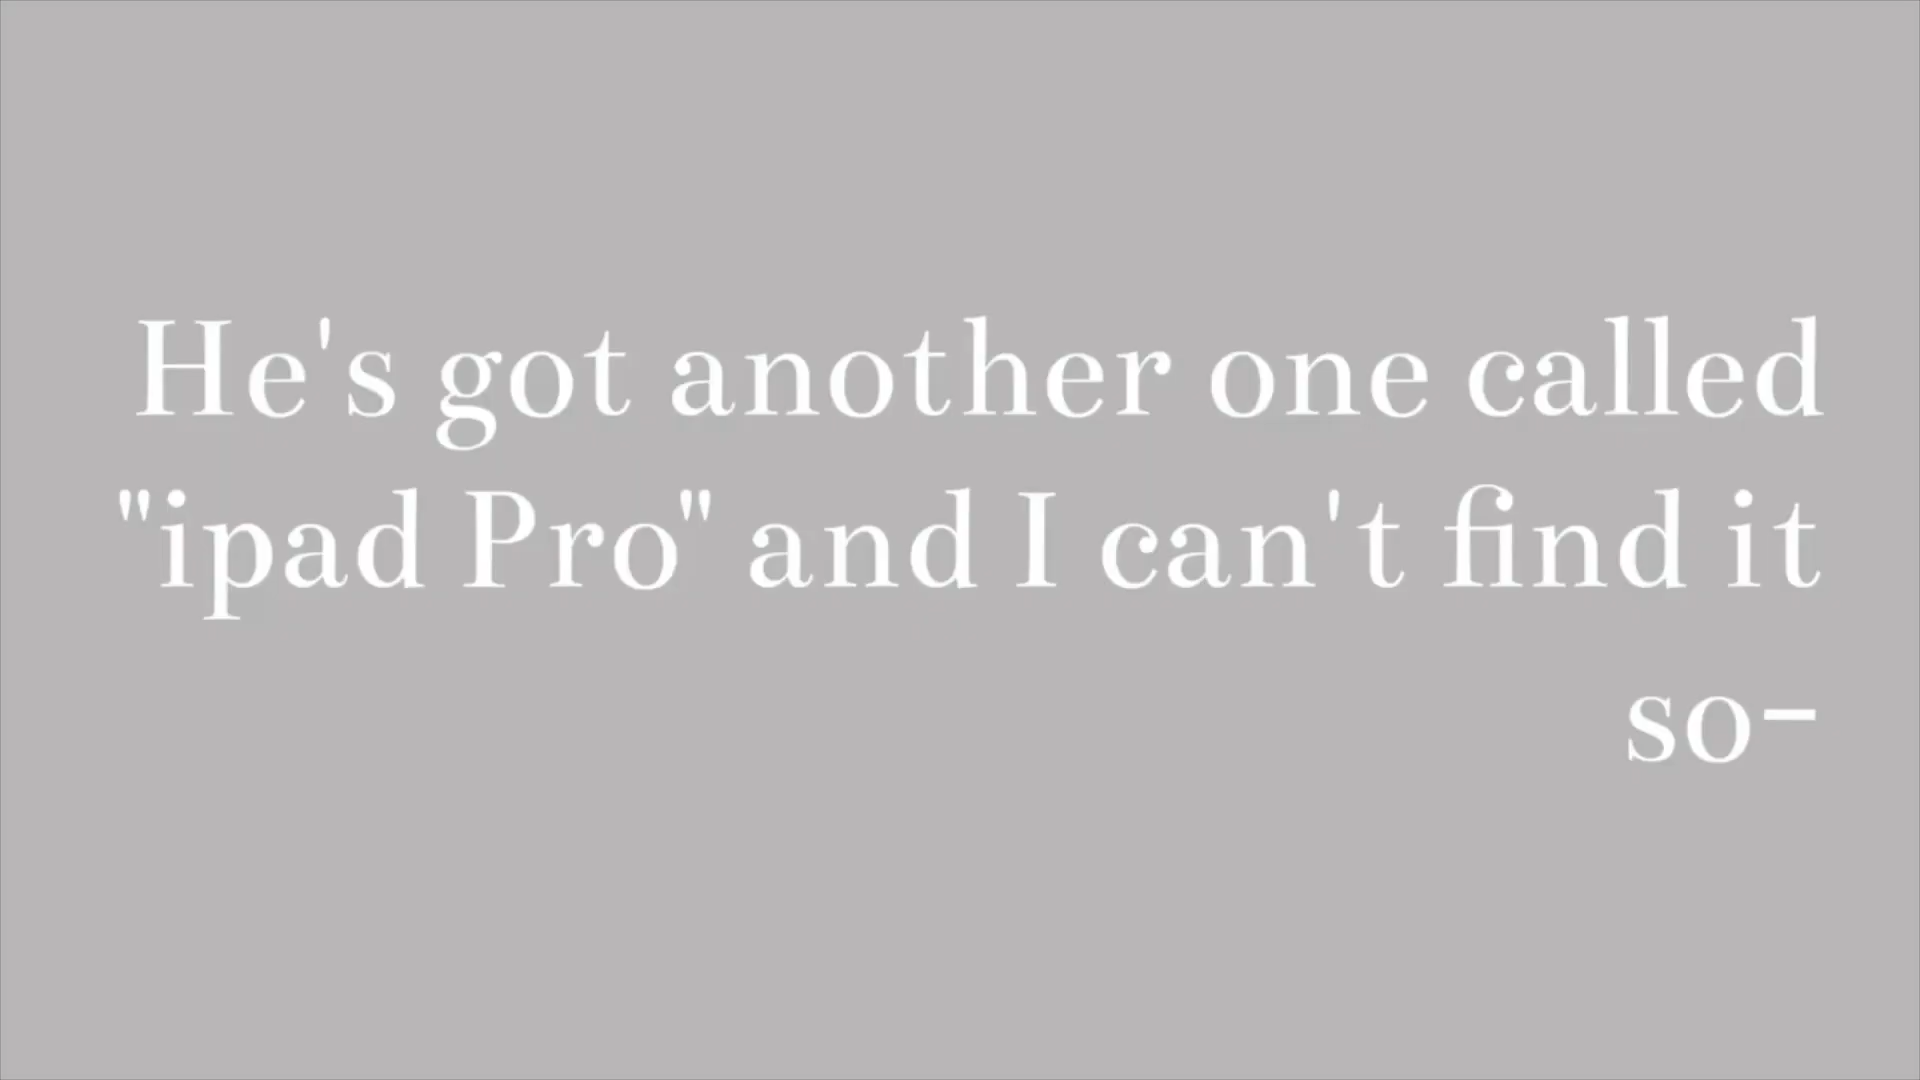 He's got another one called
"ipad Pro" and I can't find it
so-